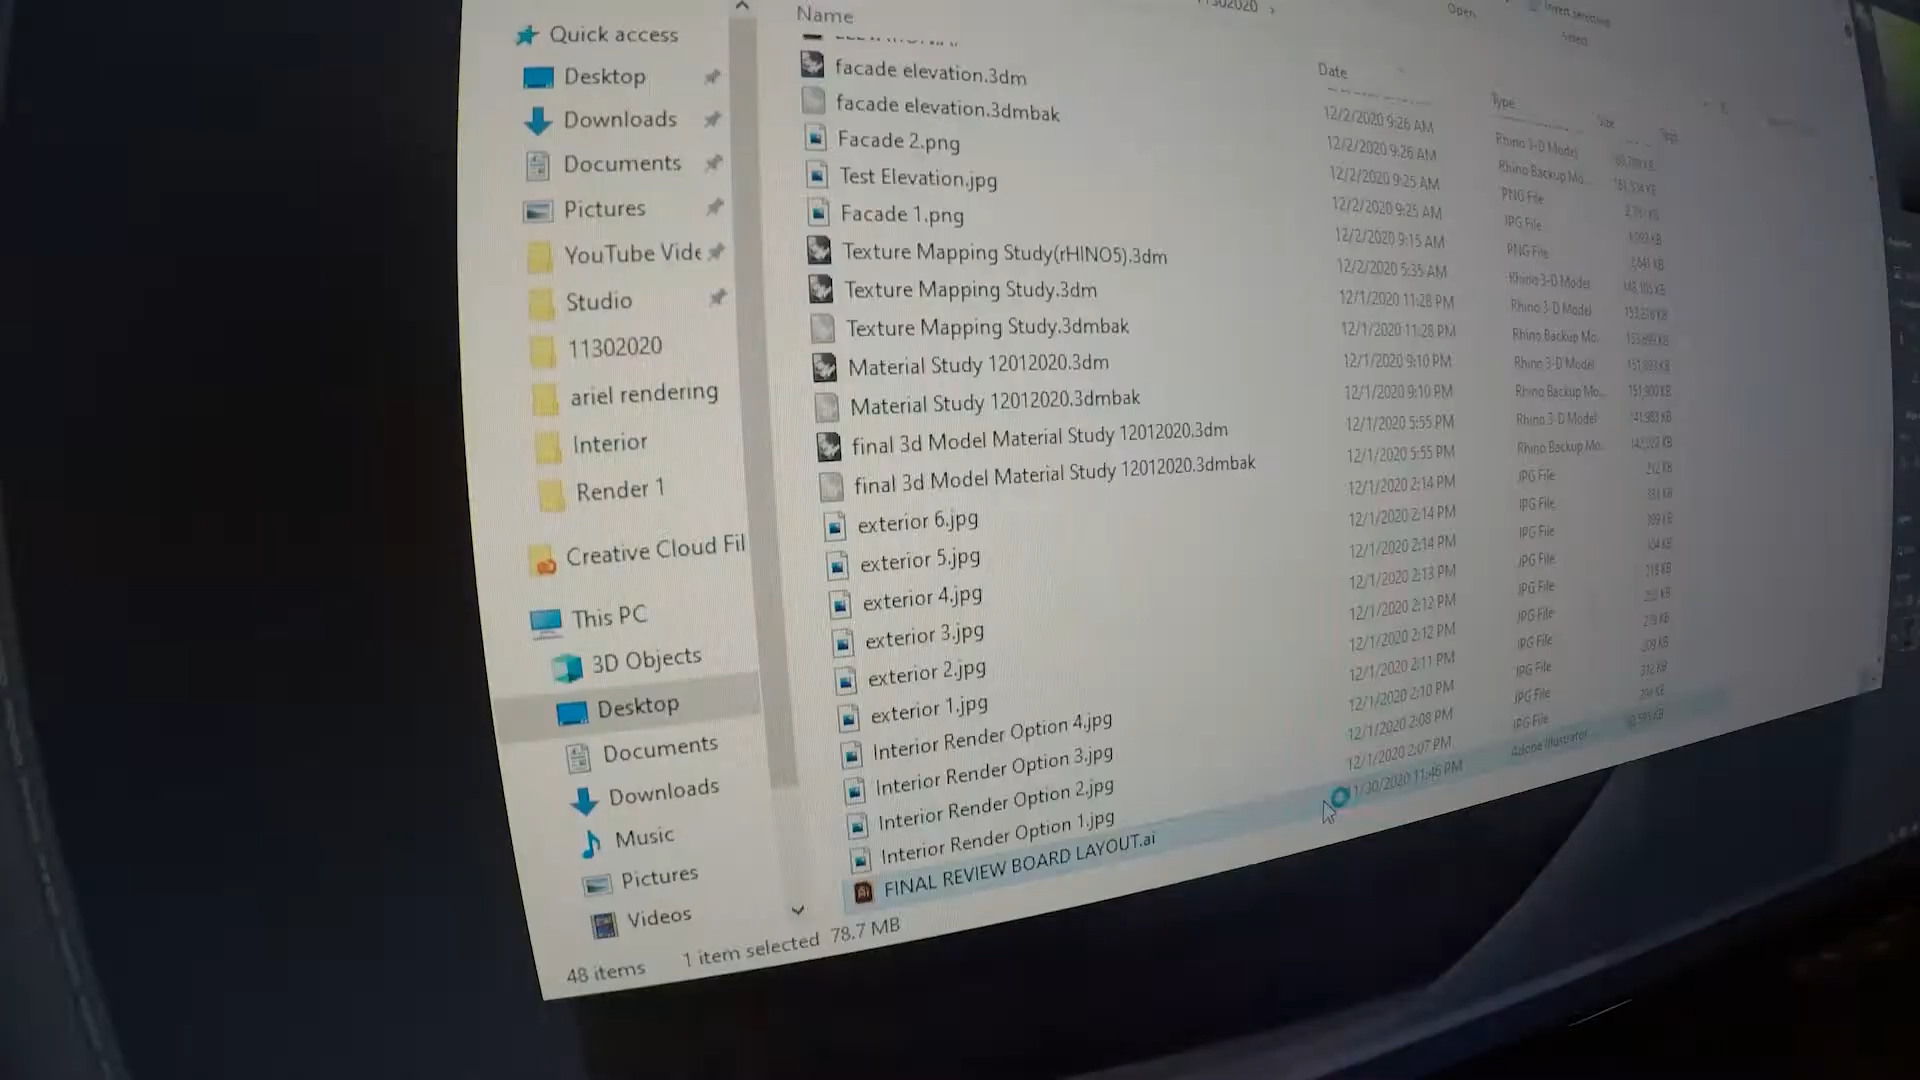 Quick access
Desktop
Downloads
Documents
Pictures
YouTube Vide
Studio
11302020
ariel rendering
Interior
Render 1
Creative Cloud Fil
This PC
3D Objects
Desktop
Documents
Downloads
Music
Pictures
Videos
48 items 1 item selected 78.7 MB
Open
Select
Name Date Type Size
facade elevation.3dm 12/2/2020 9:26 AM Rhino 3-D Model
facade elevation.3dmbak 12/2/2020 9:26 AM Rhino Backup Mo...
Facade 2.png 12/2/2020 9:25 AM PNG File
Test Elevation.jpg 12/2/2020 9:25 AM JPG File
Facade 1.png 12/2/2020 9:15 AM PNG File
Texture Mapping Study(rHINO5).3dm 12/2/2020 5:35 AM Rhino 3-D Model
Texture Mapping Study.3dm 12/1/2020 11:28 PM Rhino 3-D Model
Texture Mapping Study.3dmbak 12/1/2020 11:28 PM Rhino Backup Mo...
Material Study 12012020.3dm 12/1/2020 9:10 PM Rhino 3-D Model
Material Study 12012020.3dmbak 12/1/2020 9:10 PM Rhino Backup Mo...
final 3d Model Material Study 12012020.3dm 12/1/2020 5:55 PM Rhino 3-D Model
final 3d Model Material Study 12012020.3dmbak 12/1/2020 5:55 PM Rhino Backup Mo...
exterior 6.jpg 12/1/2020 2:14 PM JPG File
exterior 5.jpg 12/1/2020 2:14 PM JPG File
exterior 4.jpg 12/1/2020 2:14 PM JPG File
exterior 3.jpg 12/1/2020 2:13 PM JPG File
exterior 2.jpg 12/1/2020 2:12 PM JPG File
exterior 1.jpg 12/1/2020 2:12 PM JPG File
Interior Render Option 4.jpg 12/1/2020 2:11 PM JPG File
Interior Render Option 3.jpg 12/1/2020 2:10 PM JPG File
Interior Render Option 2.jpg 12/1/2020 2:08 PM JPG File
Interior Render Option 1.jpg 12/1/2020 2:07 PM JPG File
FINAL REVIEW BOARD LAYOUT.ai 11/30/2020 11:46 PM Adobe Illustrator